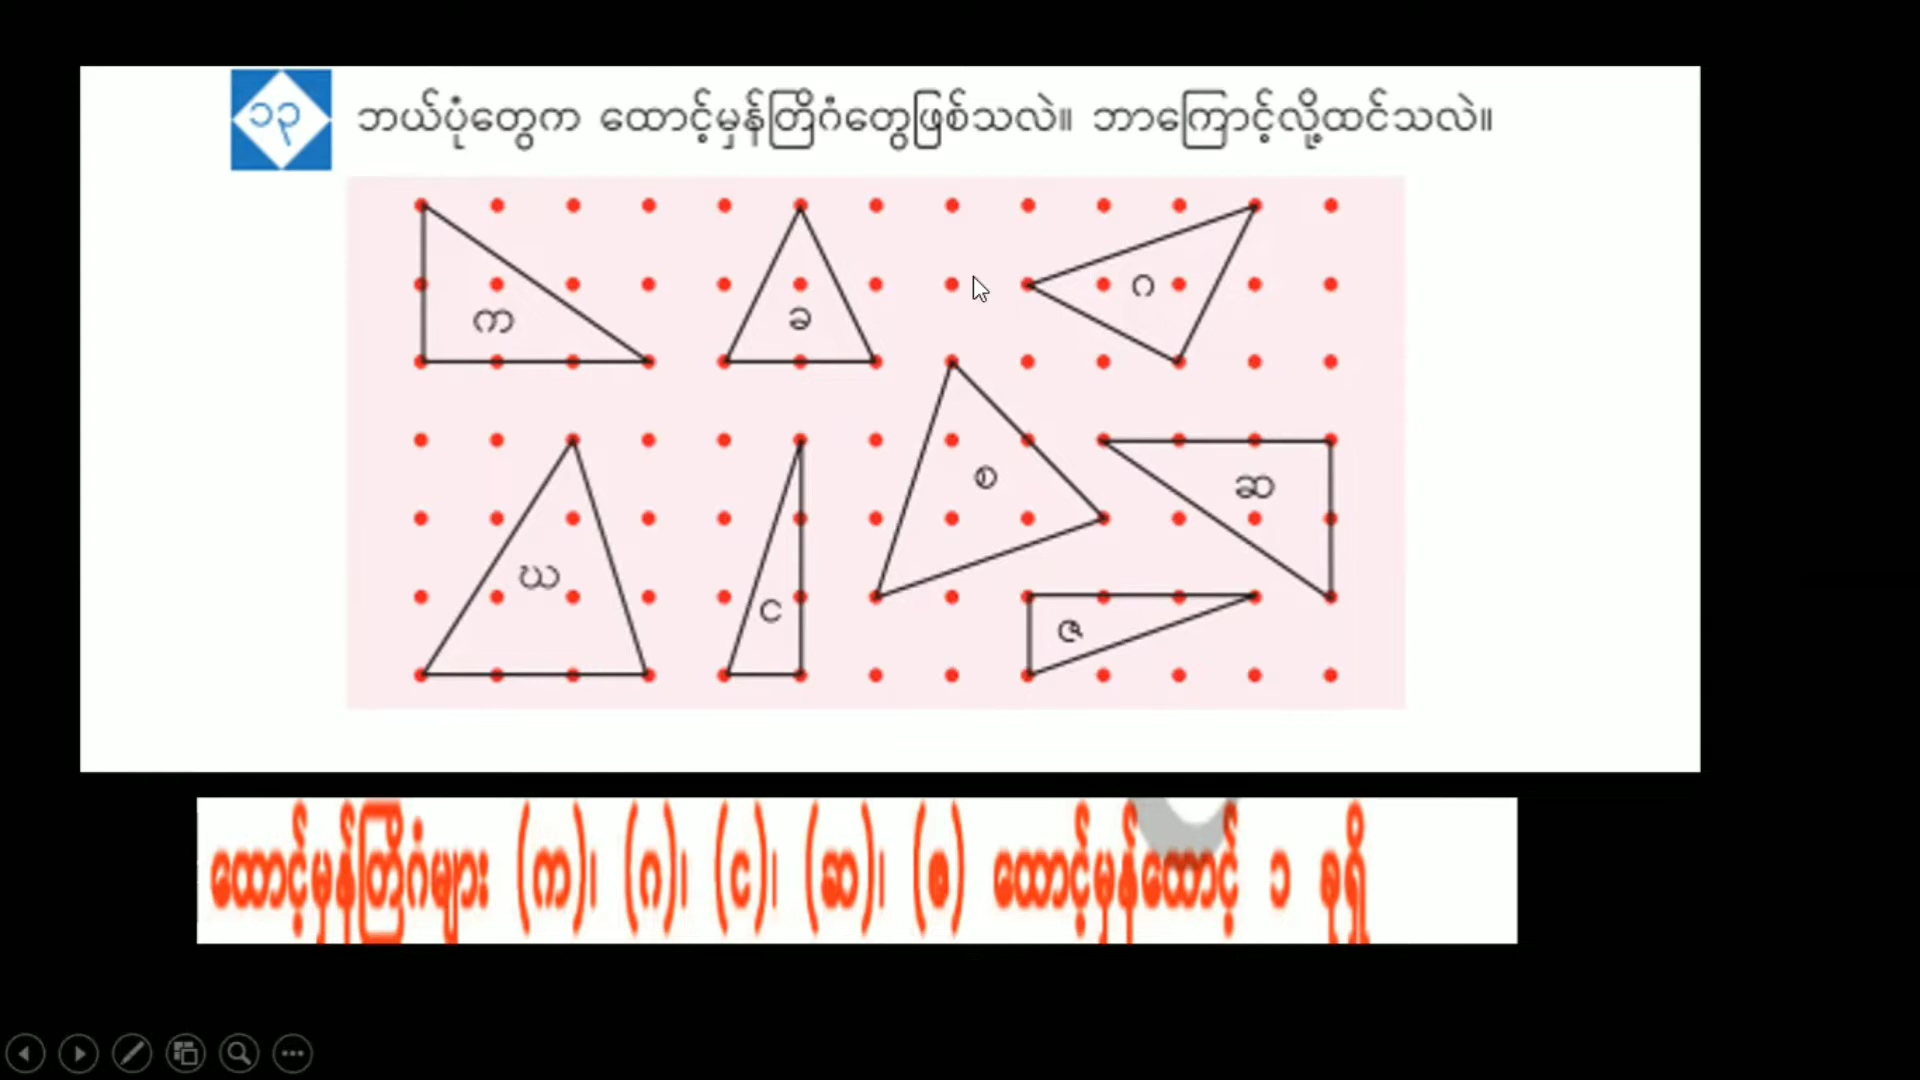 ၁၃ ဘယ်ပုံတွေက ထောင့်မှန်တြိဂံတွေဖြစ်သလဲ။ ဘာကြောင့်လို့ထင်သလဲ။
က ခ ဂ
စ ဆ
ဃ င ဇ
ထောင့်မှန်တြိဂံများ (က)၊ (ဂ)၊ (င)၊ (ဆ)၊ (ဇ) ထောင့်မှန်ထောင့် ၁ ခုရှိ